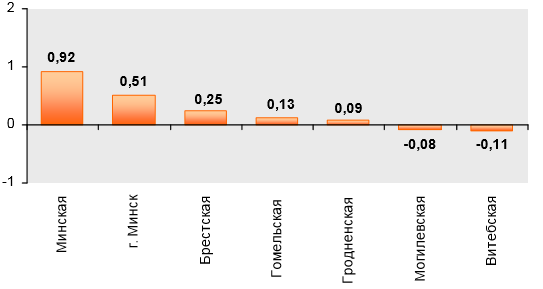 2
1
0
-1
0,92
0,51
0,25
0,13
0,09
-0,08
-0,11
Минская
г. Минск
Брестская
Гомельская
Гродненская
Могилевская
Витебская